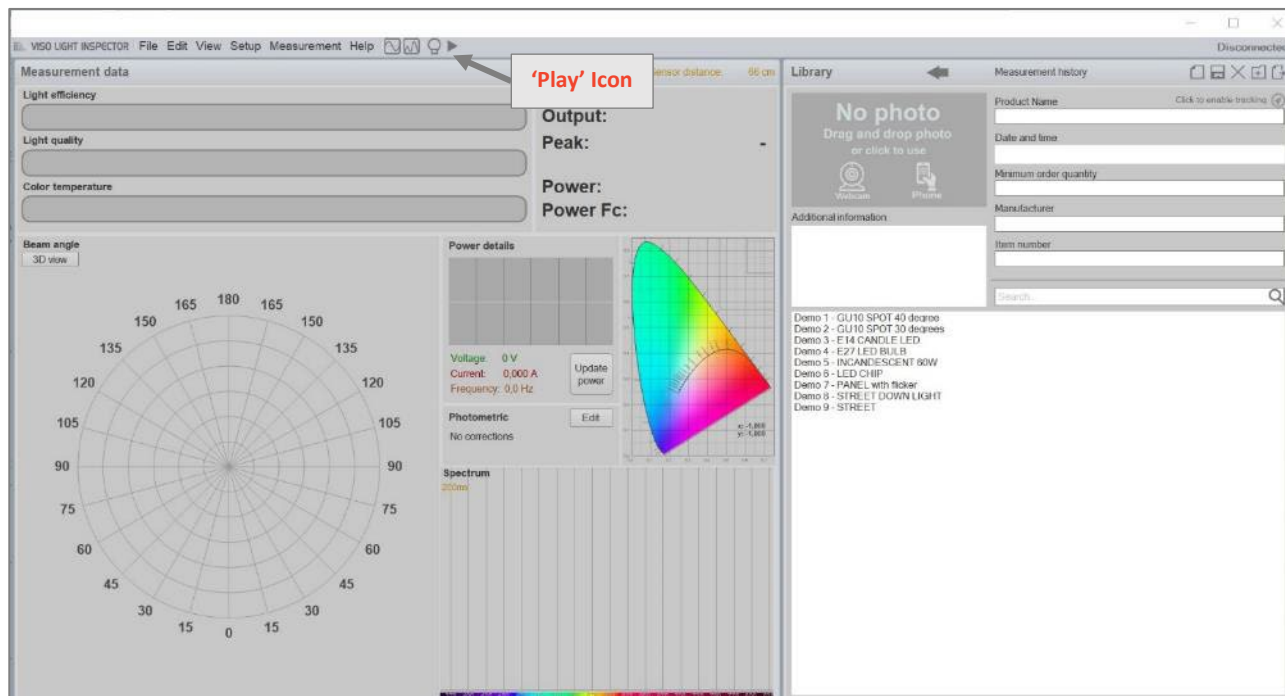 VISO LIGHT INSPECTOR File Edit View Setup Measurement Help
Disconnected
'Play' Icon
Measurement data
Sensor distance: 66 cm
Light efficiency
Output:
Light quality
Peak: -
Color temperature
Power:
Power Fc:
Beam angle
3D view
180
165 165
150 150
135 135
120 120
105 105
90 90
75 75
60 60
45 45
30 30
15 15
0
Power details
Voltage: 0 V
Current: 0,000 A
Frequency: 0,0 Hz
Update
power
Photometric
Edit
No corrections
x: -1,000
y: -1,000
Spectrum
200ms
Library
Measurement history
No photo
Drag and drop photo
or click to use
Webcam Phone
Additional information
Product Name
Click to enable tracking
Date and time
Minimum order quantity
Manufacturer
Item number
Search..
Demo 1 - GU10 SPOT 40 degree
Demo 2 - GU10 SPOT 30 degrees
Demo 3 - E14 CANDLE LED
Demo 4 - E27 LED BULB
Demo 5 - INCANDESCENT 60W
Demo 6 - LED CHIP
Demo 7 - PANEL with flicker
Demo 8 - STREET DOWN LIGHT
Demo 9 - STREET